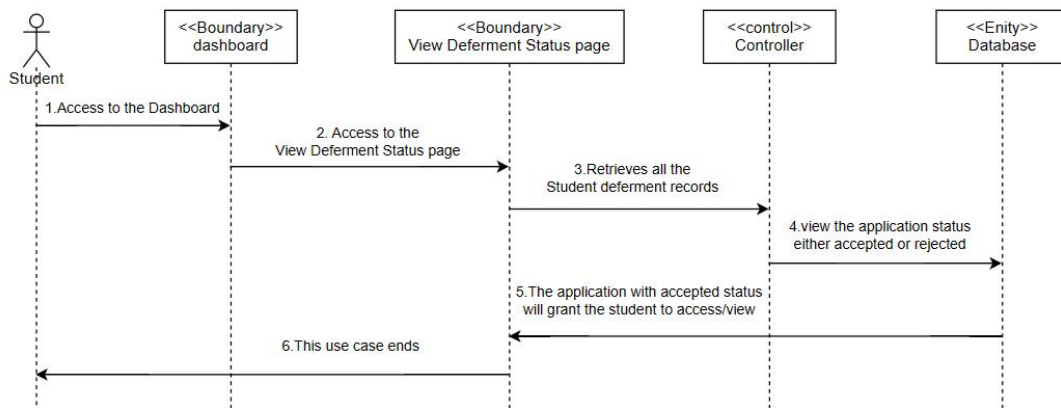 <<Boundary>>
dashboard
<<Boundary>>
View Deferment Status page
<<control>>
Controller
<<Enity>>
Database
Student
1.Access to the Dashboard
2. Access to the
View Deferment Status page
3.Retrieves all the
Student deferment records
4.view the application status
either accepted or rejected
5.The application with accepted status
will grant the student to access/view
6.This use case ends